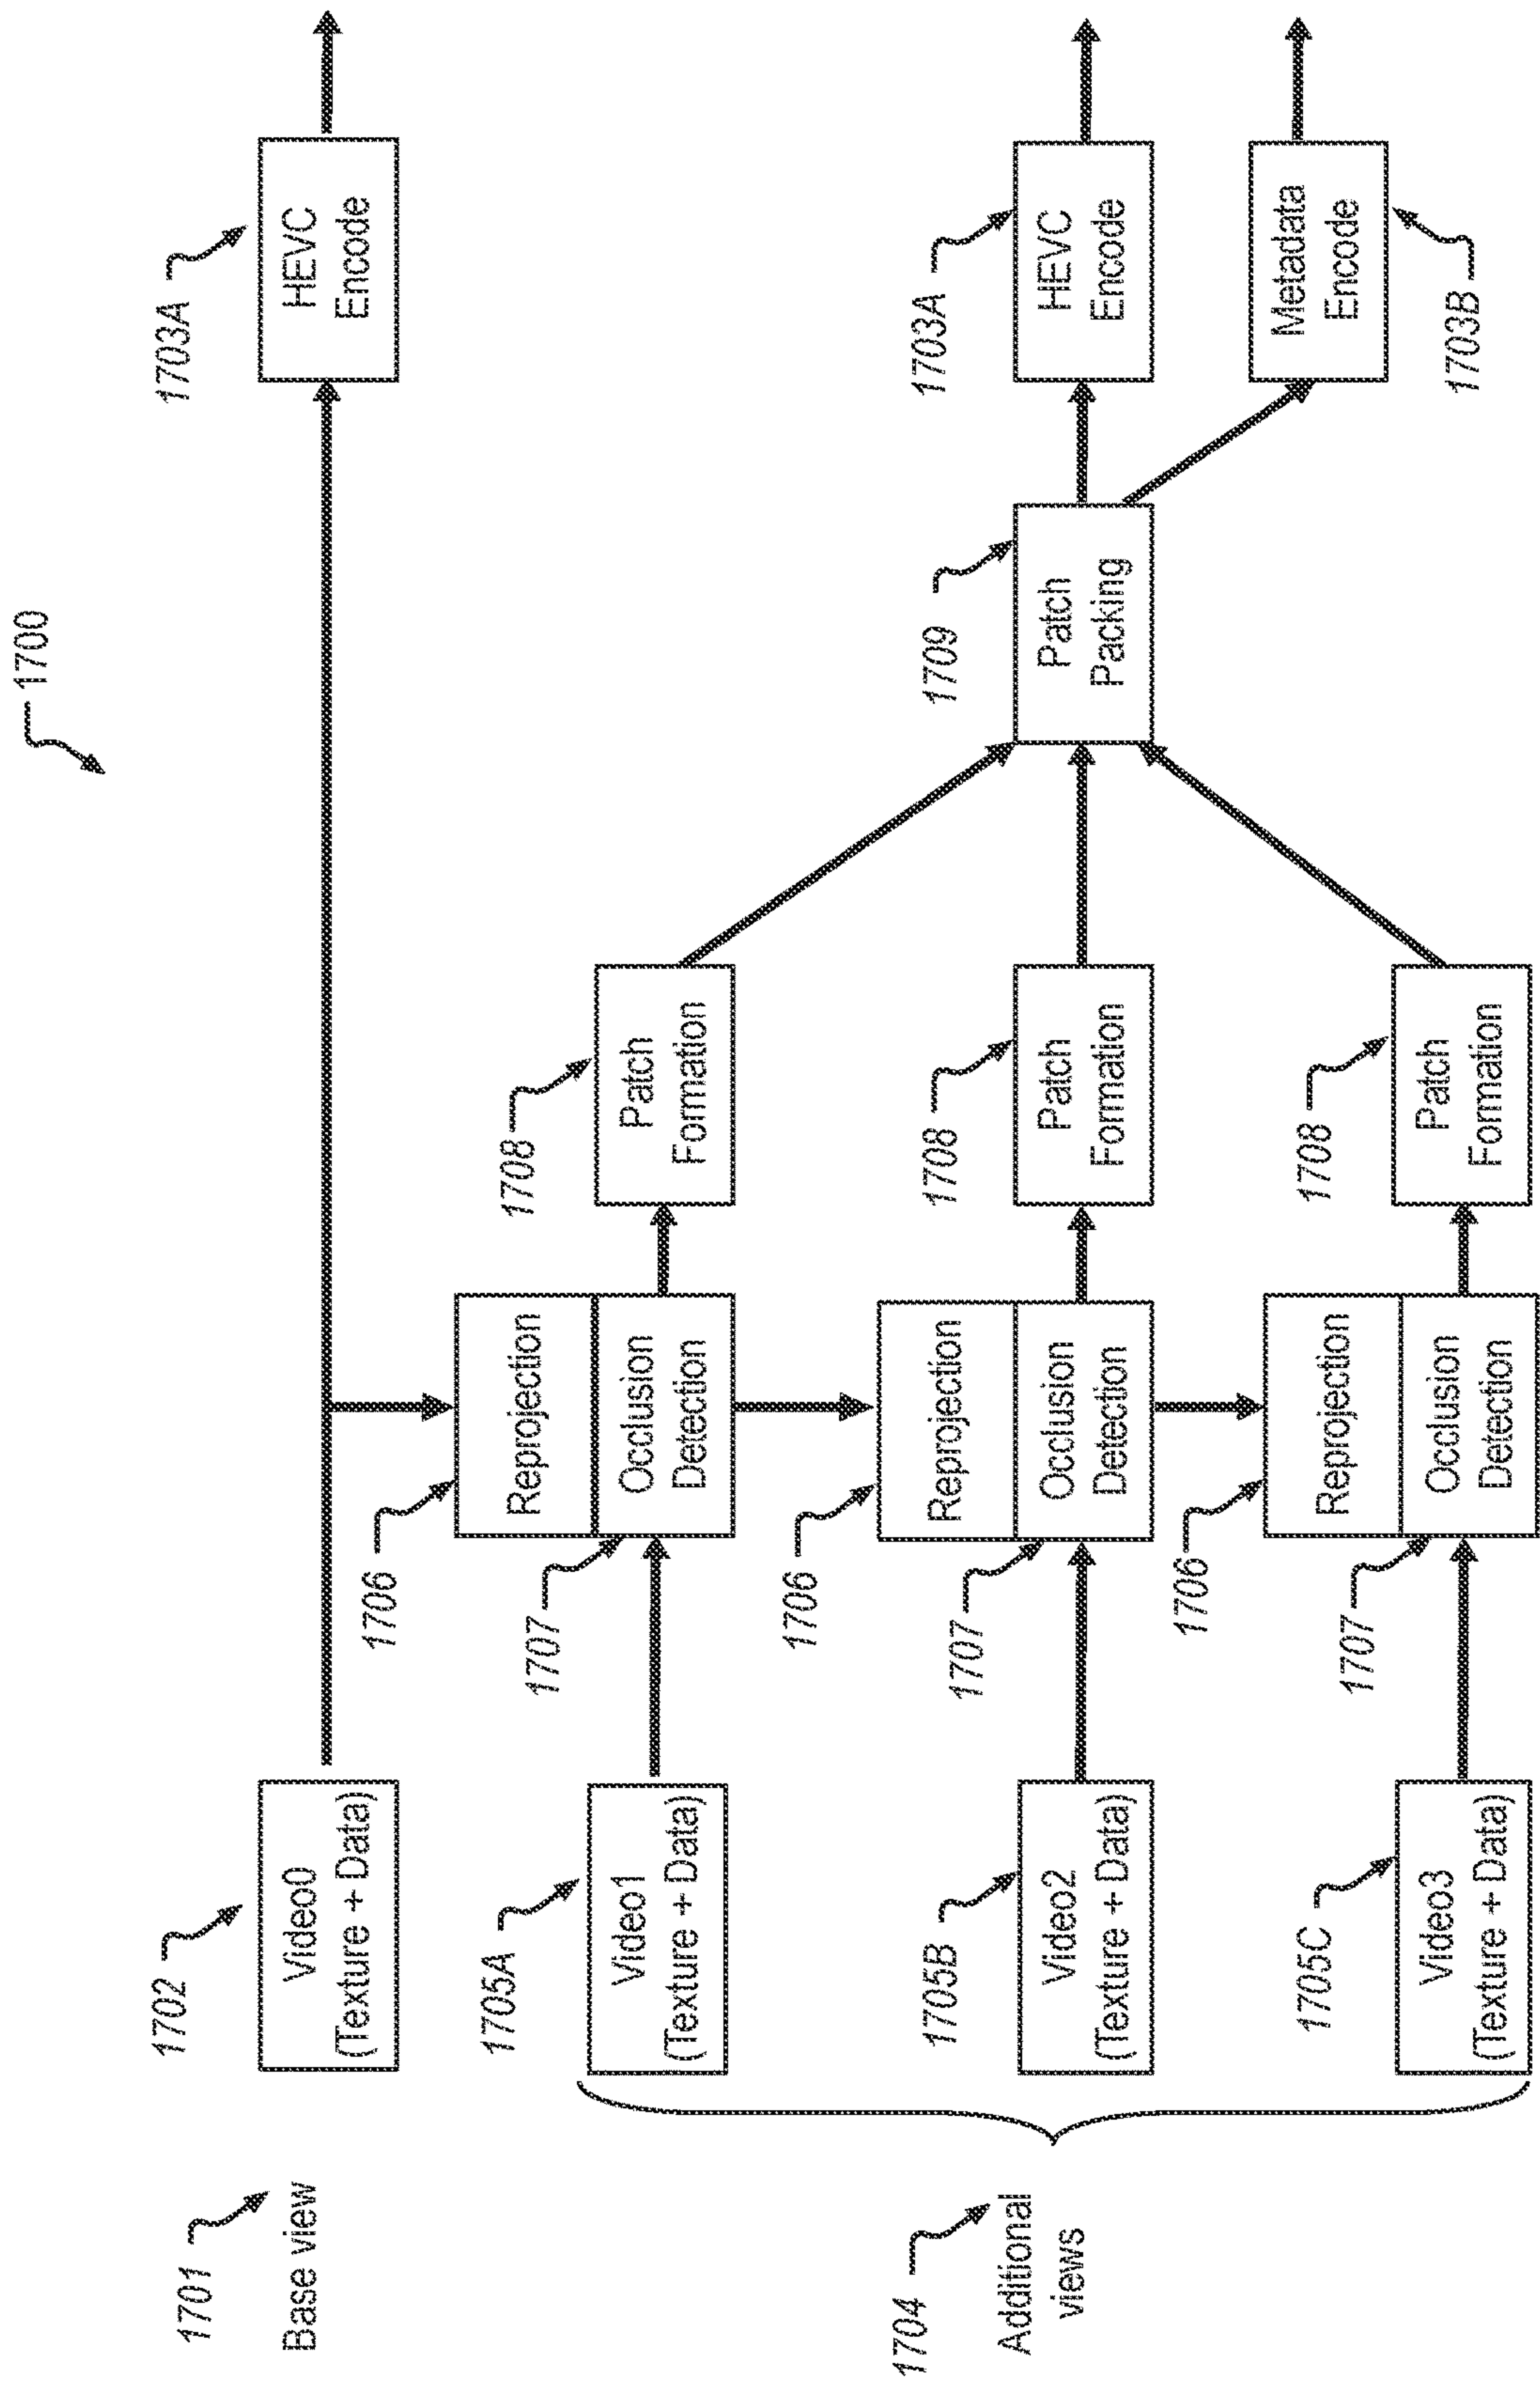 1700
1701
Base view
1702
Video0
(Texture + Data)
1703A
HEVC
Encode
1704
Additional
views
1705A
Video1
(Texture + Data)
1706
Reprojection
1707
Occlusion
Detection
1708
Patch
Formation
1705B
Video2
(Texture + Data)
1706
Reprojection
1707
Occlusion
Detection
1708
Patch
Formation
1709
Patch
Packing
1703A
HEVC
Encode
1705C
Video3
(Texture + Data)
1706
Reprojection
1707
Occlusion
Detection
1708
Patch
Formation
Metadata
Encode
1703B